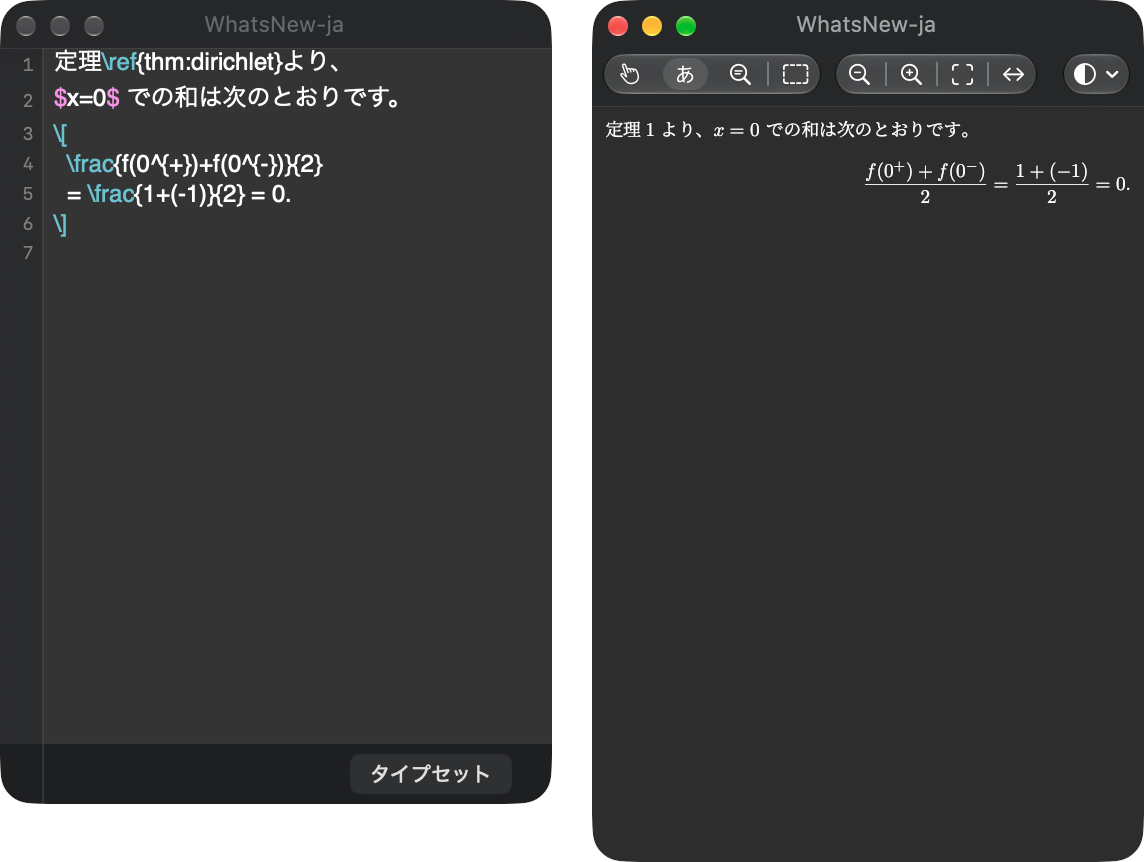 WhatsNew-ja
1 定理\ref{thm:dirichlet}より、
2 $x=0$ での和は次のとおりです。
3 \[
4 \frac{f(0^{+})+f(0^{-})}{2}
5 = \frac{1+(-1)}{2} = 0.
6 \]
7
タイプセット
WhatsNew-ja
あ
定理 1 より、x = 0 での和は次のとおりです。
f(0⁺) + f(0⁻)/2 = 1 + (−1)/2 = 0.